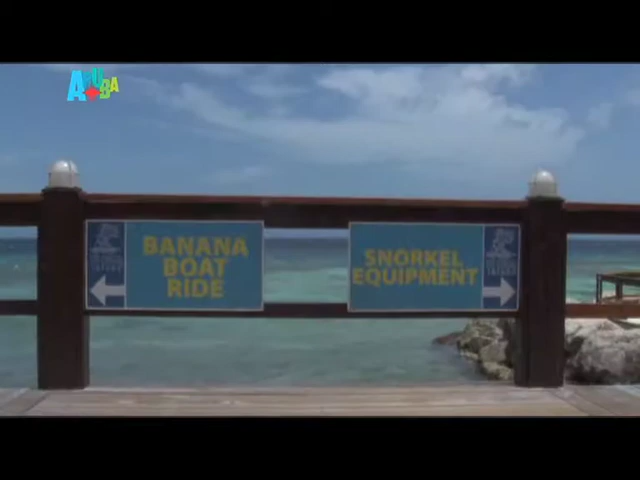 ARUBA
BANANA
BOAT
RIDE
SNORKEL
EQUIPMENT